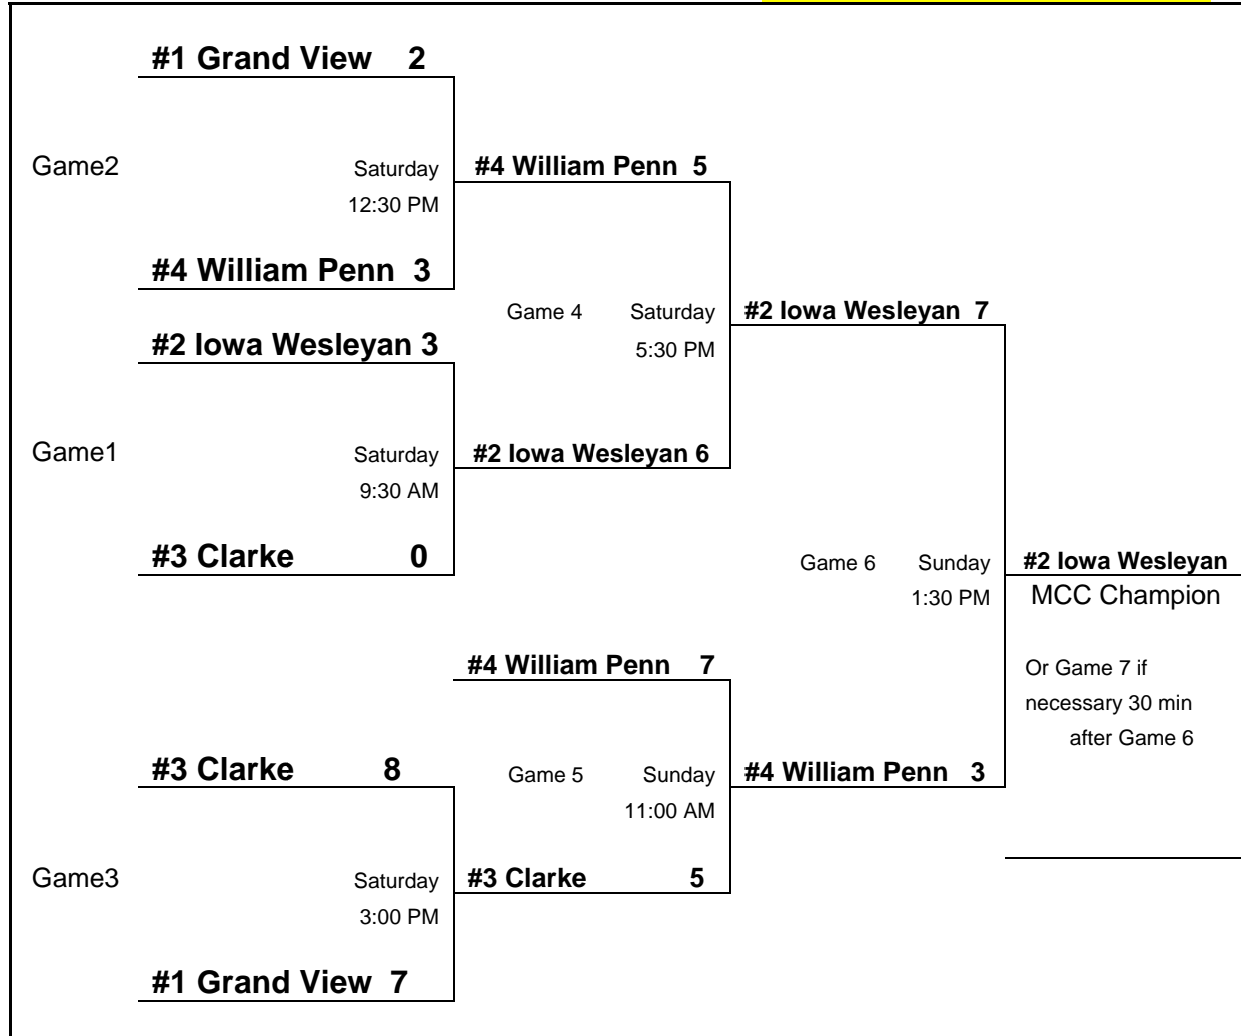 #1 Grand View 2
Game2
Saturday
12:30 PM
#4 William Penn 5
#4 William Penn 3
Game 4
Saturday
5:30 PM
#2 Iowa Wesleyan 7
#2 Iowa Wesleyan 3
Game1
Saturday
9:30 AM
#2 Iowa Wesleyan 6
#3 Clarke 0
Game 6
Sunday
1:30 PM
#2 Iowa Wesleyan
MCC Champion
Or Game 7 if
necessary 30 min
after Game 6
#4 William Penn 7
#3 Clarke 8
Game 5
Sunday
11:00 AM
#4 William Penn 3
Game3
Saturday
3:00 PM
#3 Clarke 5
#1 Grand View 7